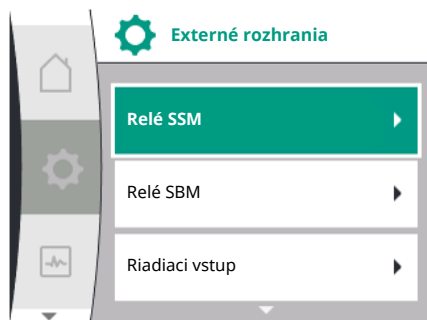 Externé rozhrania
Relé SSM
Relé SBM
Riadiaci vstup